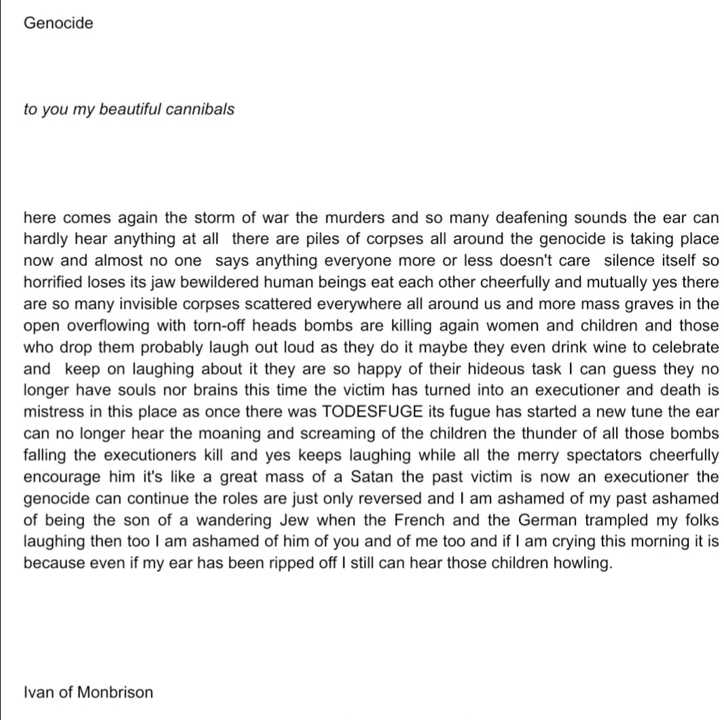 Genocide
to you my beautiful cannibals
here comes again the storm of war the murders and so many deafening sounds the ear can
hardly hear anything at all  there are piles of corpses all around the genocide is taking place
now and almost no one  says anything everyone more or less doesn't care  silence itself so
horrified loses its jaw bewildered human beings eat each other cheerfully and mutually yes there
are so many invisible corpses scattered everywhere all around us and more mass graves in the
open overflowing with torn-off heads bombs are killing again women and children and those
who drop them probably laugh out loud as they do it maybe they even drink wine to celebrate
and  keep on laughing about it they are so happy of their hideous task I can guess they no
longer have souls nor brains this time the victim has turned into an executioner and death is
mistress in this place as once there was TODESFUGE its fugue has started a new tune the ear
can no longer hear the moaning and screaming of the children the thunder of all those bombs
falling the executioners kill and yes keeps laughing while all the merry spectators cheerfully
encourage him it's like a great mass of a Satan the past victim is now an executioner the
genocide can continue the roles are just only reversed and I am ashamed of my past ashamed
of being the son of a wandering Jew when the French and the German trampled my folks
laughing then too I am ashamed of him of you and of me too and if I am crying this morning it is
because even if my ear has been ripped off I still can hear those children howling.
Ivan of Monbrison